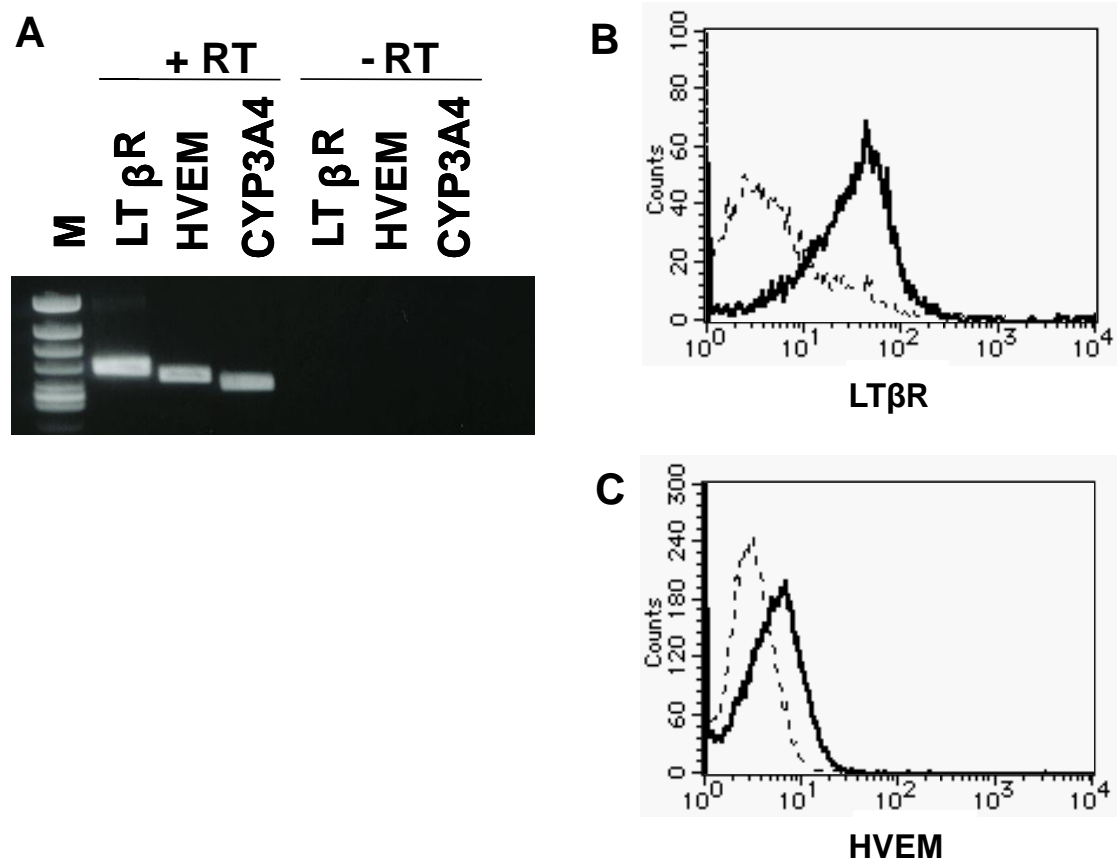 A
+ RT
- RT
M
LT βR
HVEM
CYP3A4
LT βR
HVEM
CYP3A4
B
100
80
60
40
20
0
Counts
10⁰ 10¹ 10² 10³ 10⁴
LTβR
C
300
240
180
120
60
0
Counts
10⁰ 10¹ 10² 10³ 10⁴
HVEM